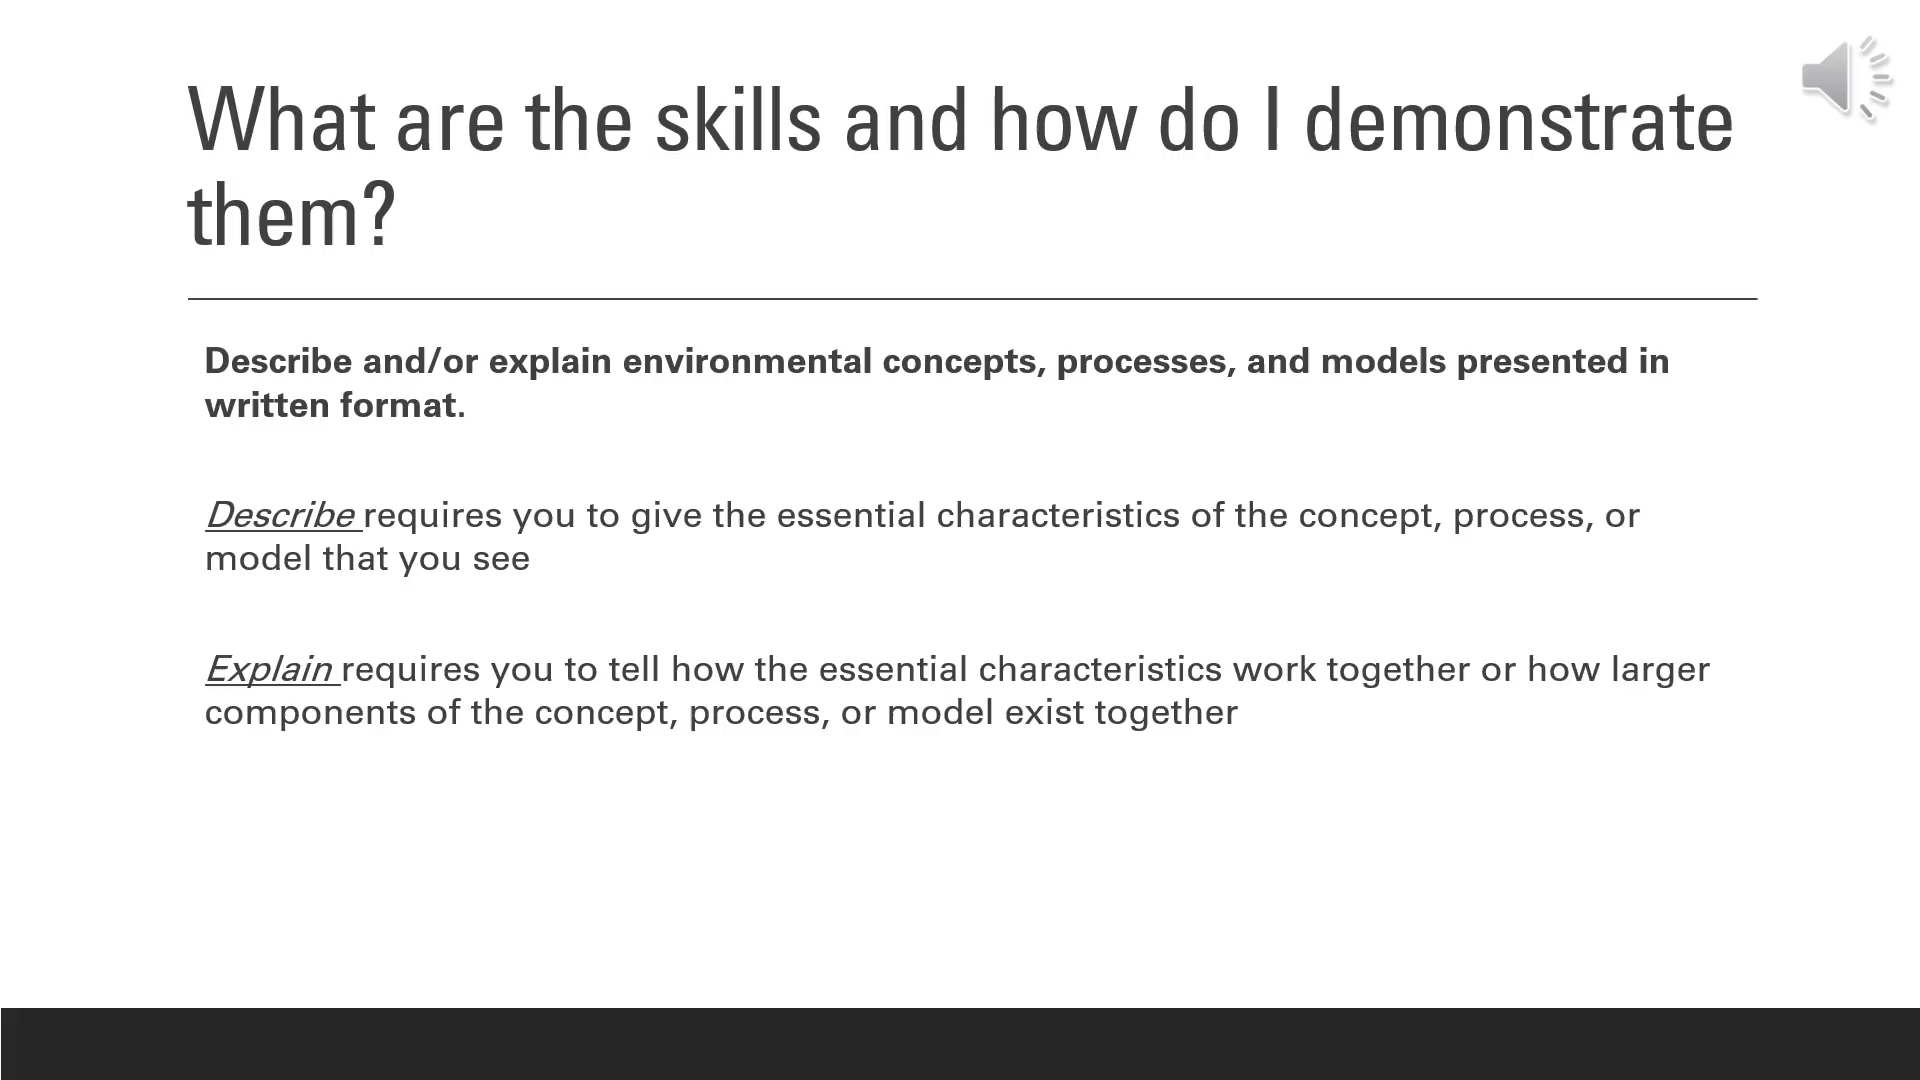 What are the skills and how do I demonstrate
them?
Describe and/or explain environmental concepts, processes, and models presented in
written format.
Describe requires you to give the essential characteristics of the concept, process, or
model that you see
Explain requires you to tell how the essential characteristics work together or how larger
components of the concept, process, or model exist together